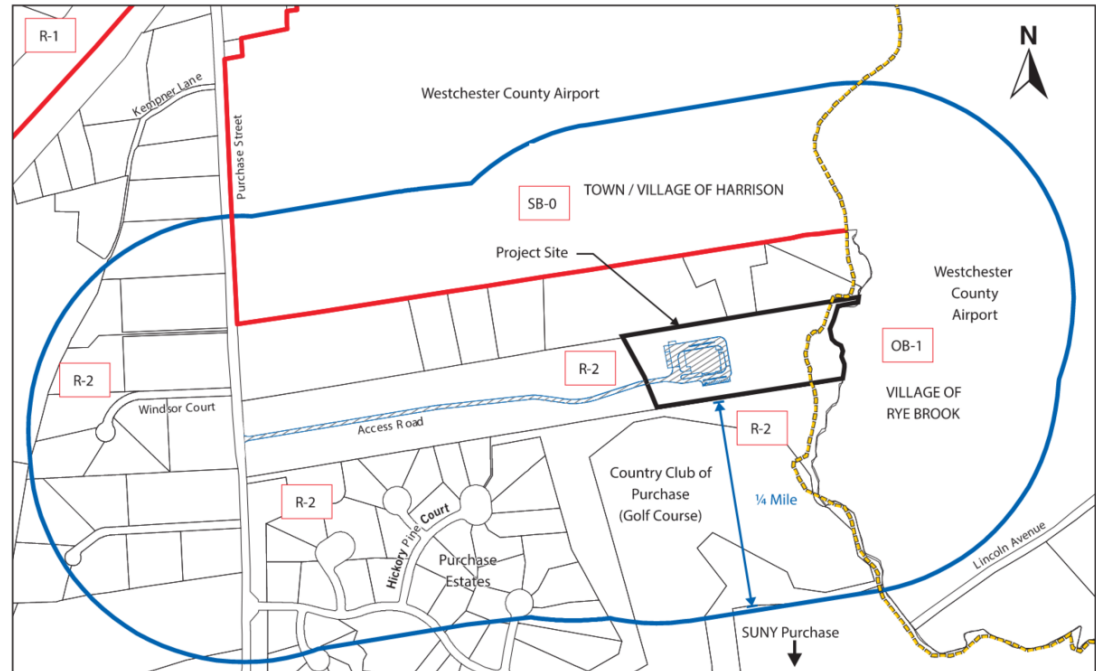 R-1
Kempner Lane
Purchase Street
Westchester County Airport
N
SB-0
TOWN / VILLAGE OF HARRISON
Project Site
Westchester
County
Airport
R-2
R-2
OB-1
Windsor Court
VILLAGE OF
RYE BROOK
Access Road
R-2
Country Club of
Purchase
(Golf Course)
¼ Mile
R-2
Hickory Pine Court
Purchase
Estates
Lincoln Avenue
SUNY Purchase